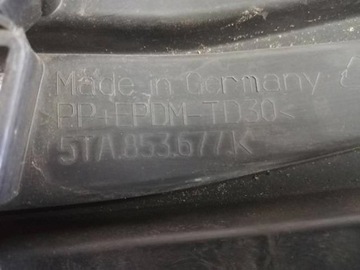 Made in Germany
>PP+EPDM-TD30<
5TA.853.677.K